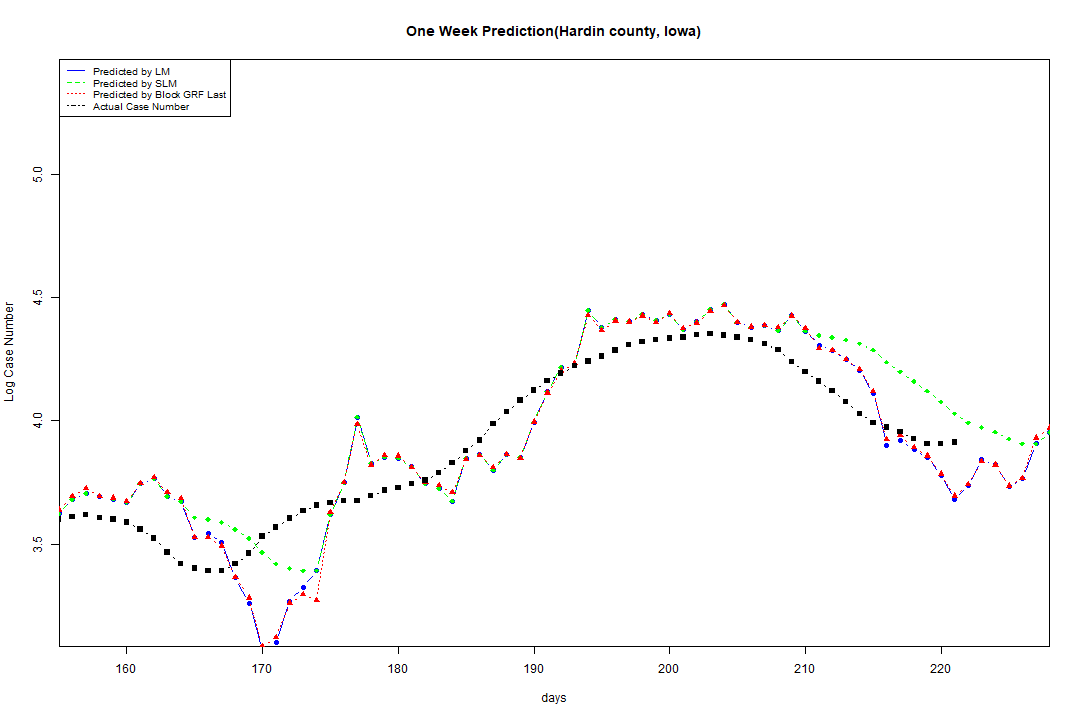 One Week Prediction(Hardin county, Iowa)
Predicted by LM
Predicted by SLM
Predicted by Block GRF Last
Actual Case Number
Log Case Number
5.0
4.5
4.0
3.5
160 170 180 190 200 210 220
days